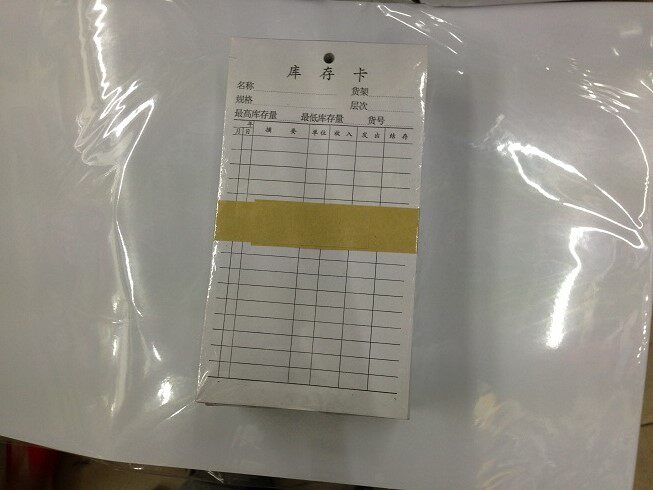 库存卡
名称 货架
规格 层次
最高库存量 最低库存量 货号
年
月 日 摘要 单位 收入 发出 结存